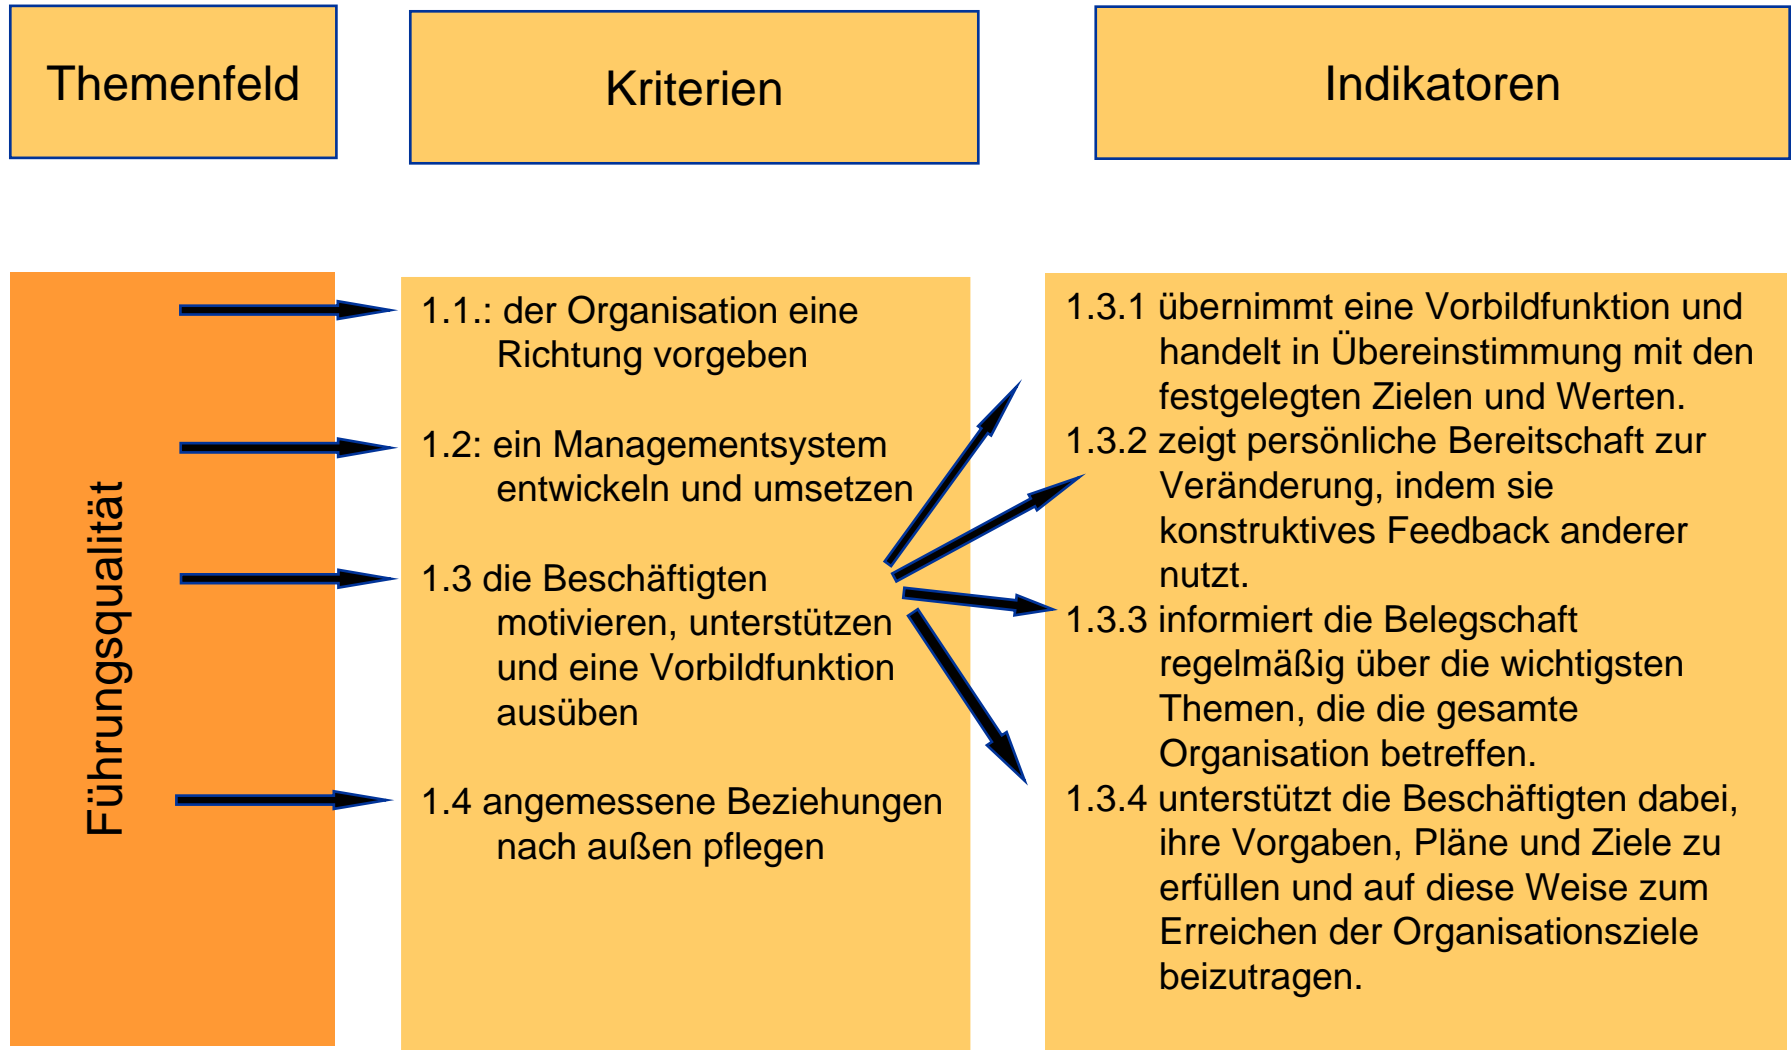 Themenfeld
Kriterien
Indikatoren
Führungsqualität
1.1.: der Organisation eine
Richtung vorgeben
1.2: ein Managementsystem
entwickeln und umsetzen
1.3 die Beschäftigten
motivieren, unterstützen
und eine Vorbildfunktion
ausüben
1.4 angemessene Beziehungen
nach außen pflegen
1.3.1 übernimmt eine Vorbildfunktion und
handelt in Übereinstimmung mit den
festgelegten Zielen und Werten.
1.3.2 zeigt persönliche Bereitschaft zur
Veränderung, indem sie
konstruktives Feedback anderer
nutzt.
1.3.3 informiert die Belegschaft
regelmäßig über die wichtigsten
Themen, die die gesamte
Organisation betreffen.
1.3.4 unterstützt die Beschäftigten dabei,
ihre Vorgaben, Pläne und Ziele zu
erfüllen und auf diese Weise zum
Erreichen der Organisationsziele
beizutragen.